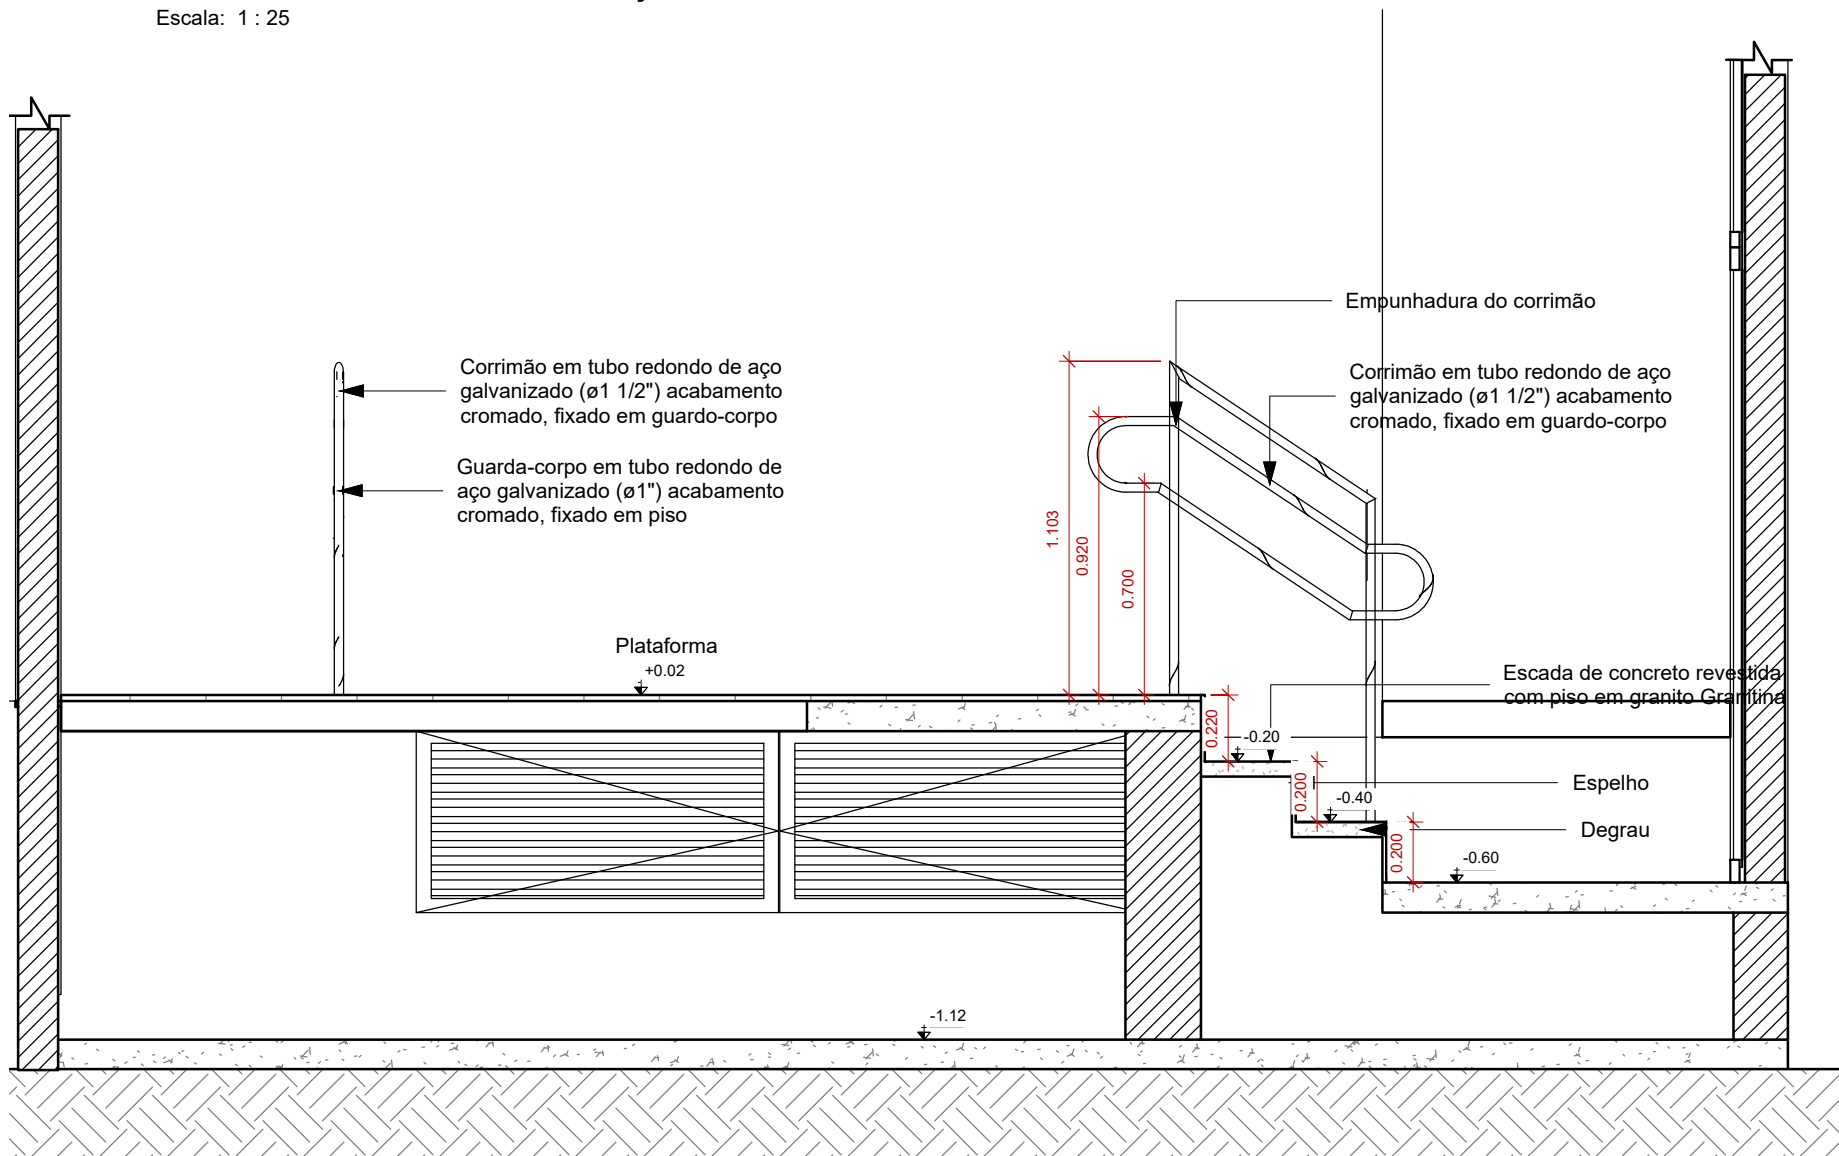 Escala: 1 : 25
Empunhadura do corrimão
Corrimão em tubo redondo de aço
galvanizado (ø1 1/2") acabamento
cromado, fixado em guardo-corpo
Corrimão em tubo redondo de aço
galvanizado (ø1 1/2") acabamento
cromado, fixado em guardo-corpo
Guarda-corpo em tubo redondo de
aço galvanizado (ø1") acabamento
cromado, fixado em piso
1.103
0.920
0.700
Plataforma
+0.02
Escada de concreto revestida
com piso em granito Granitina
0.220
-0.20
0.200
Espelho
-0.40
Degrau
0.200
-0.60
-1.12